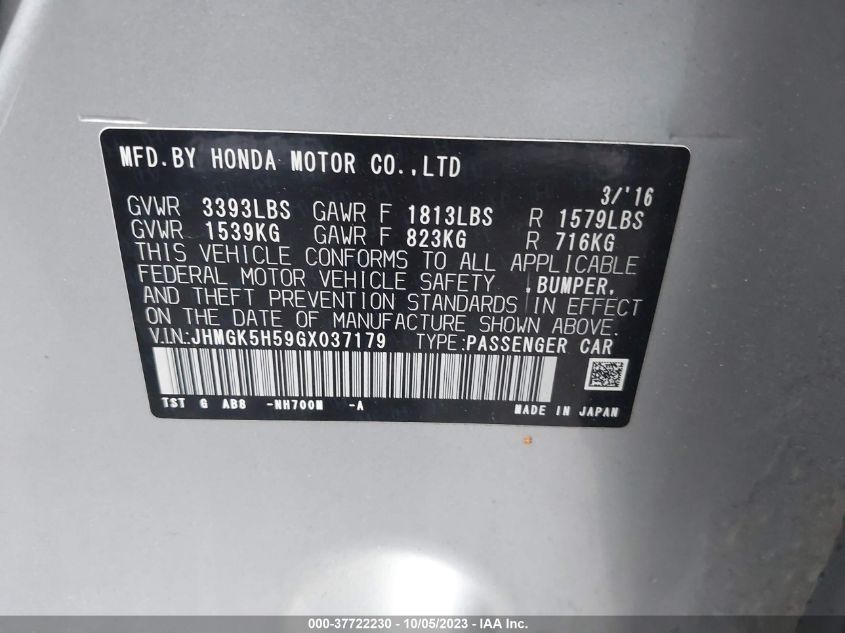 MFD.BY HONDA MOTOR CO.,LTD
3/'16
GVWR 3393LBS GAWR F 1813LBS R 1579LBS
GVWR 1539KG GAWR F 823KG R 716KG
THIS VEHICLE CONFORMS TO ALL APPLICABLE
FEDERAL MOTOR VEHICLE SAFETY ,BUMPER,
AND THEFT PREVENTION STANDARDS IN EFFECT
ON THE DATE OF MANUFACTURE SHOWN ABOVE.
V.I.N:JHMGK5H59GX037179 TYPE:PASSENGER CAR
TST G AB8 -NH700M -A MADE IN JAPAN
000-37722230 - 10/05/2023 - IAA Inc.